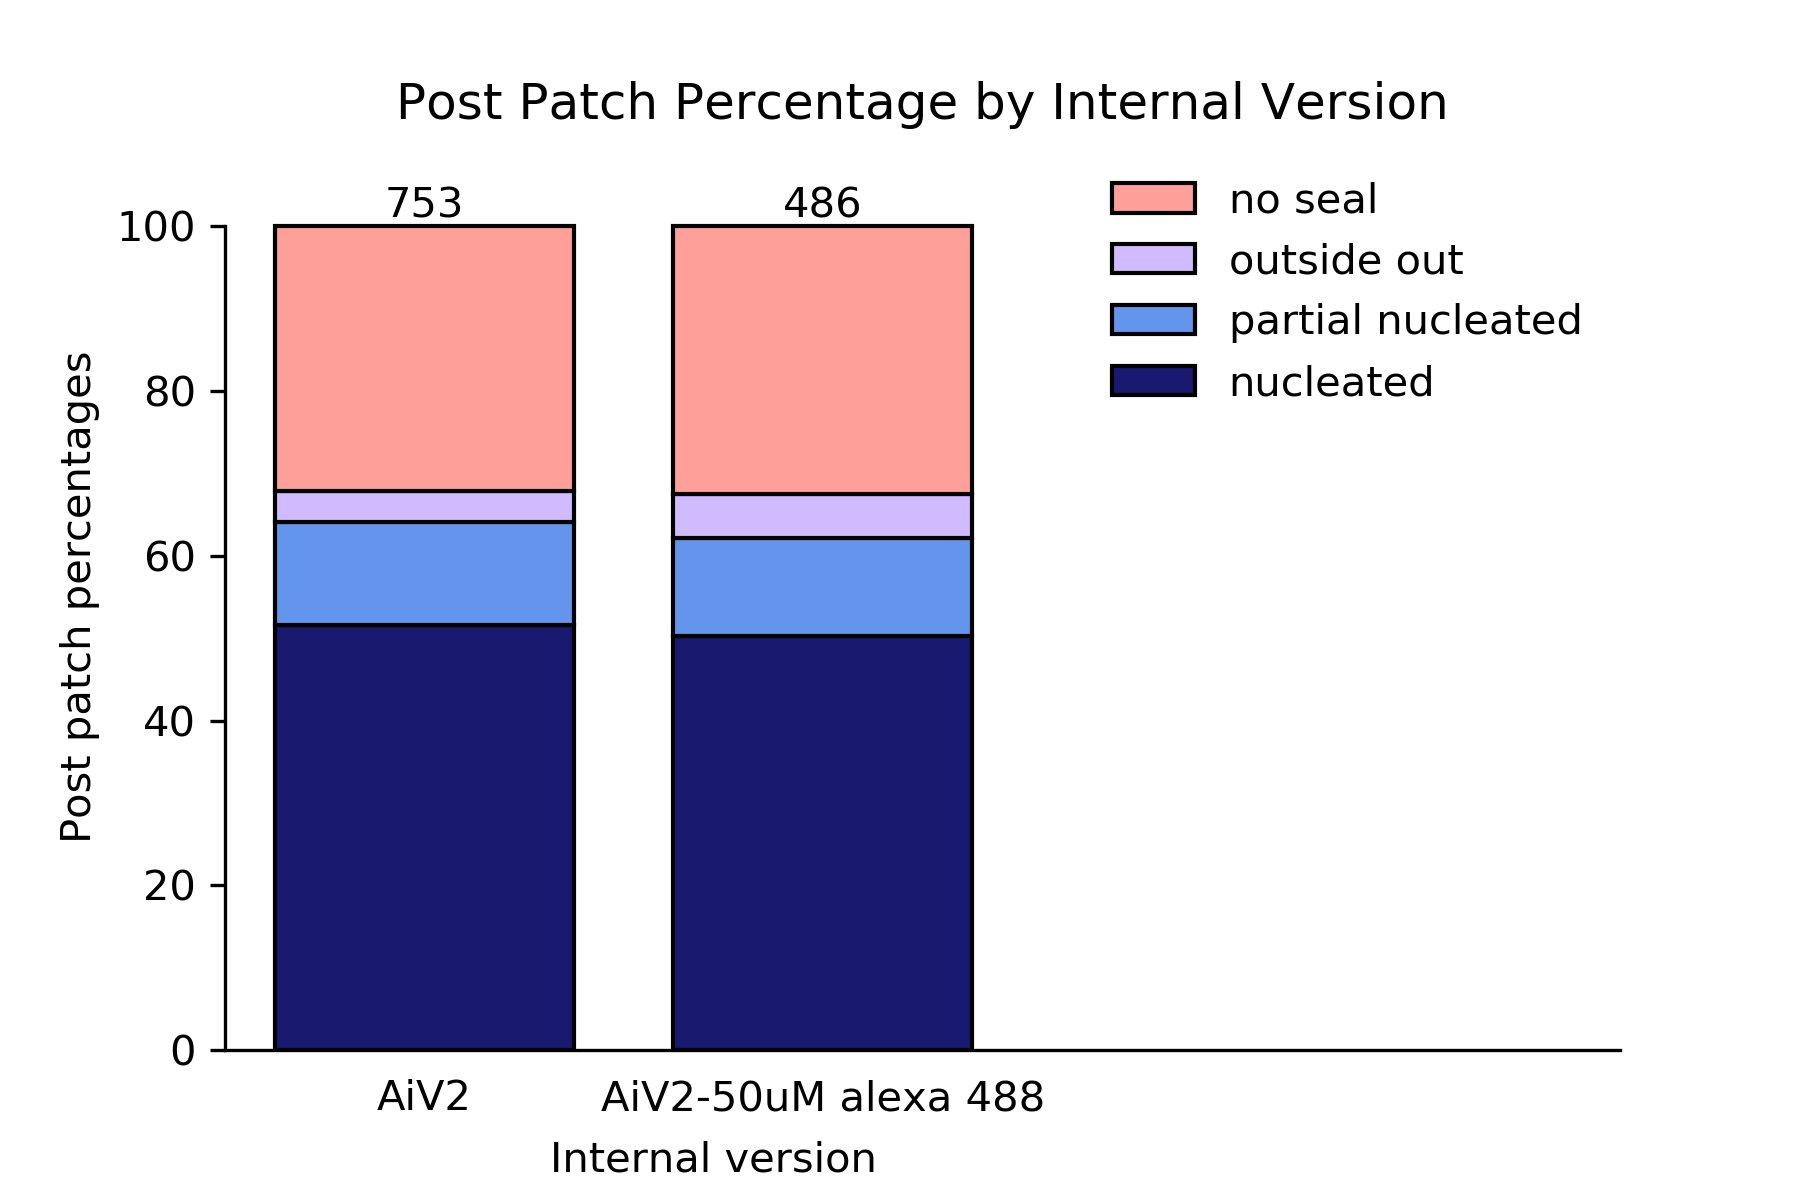 Post Patch Percentage by Internal Version
753
486
no seal
outside out
partial nucleated
nucleated
100
80
60
40
20
0
Post patch percentages
AiV2
AiV2-50uM alexa 488
Internal version